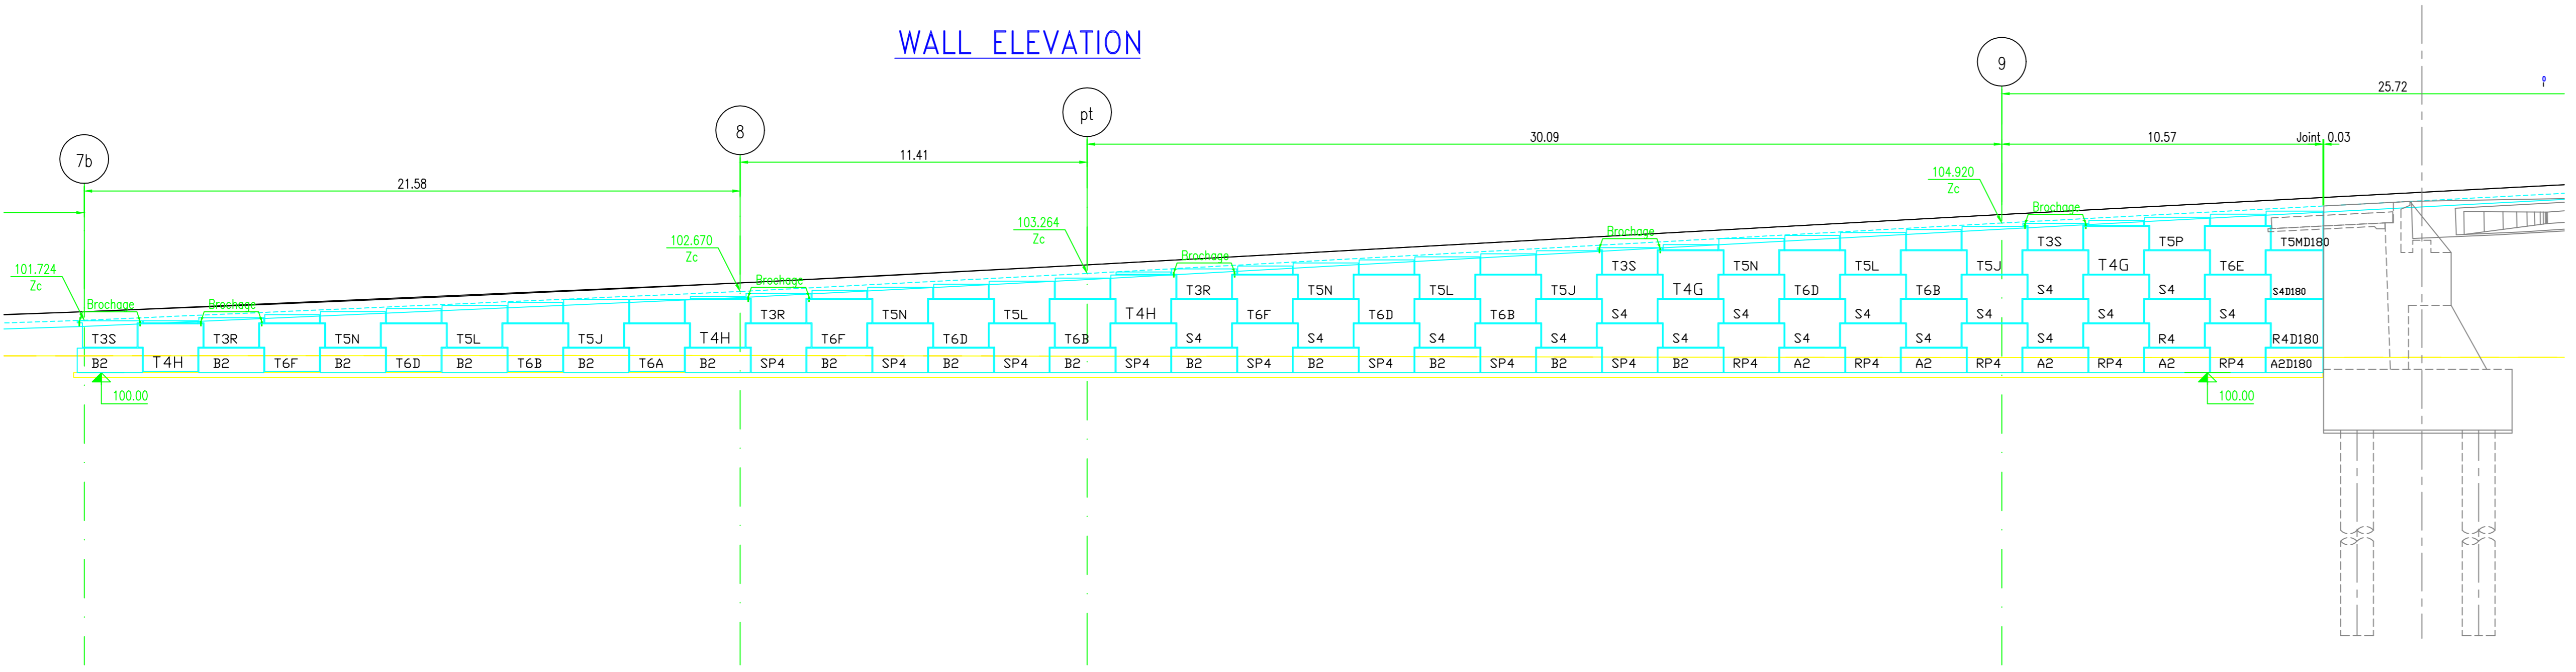 WALL ELEVATION
9
25.72
pt
30.09
10.57
Joint 0.03
8
11.41
7b
21.58
104.920
Zc
103.264
Zc
102.670
Zc
101.724
Zc
Brochage
Brochage
Brochage
Brochage
Brochage
Brochage
T3S T5P T5MD180
T3S T5N T5L T5J T4G T6E
T3R T5N T5L T5J T4G T6D T6B S4 S4 S4D180
T3R T5N T5L T4H T6F T6D T6B S4 S4 S4 S4 S4 S4
T3S T3R T5N T5L T5J T4H T6F T6D T6B S4 S4 S4 S4 S4 S4 S4 S4 R4 R4D180
B2 T4H B2 T6F B2 T6D B2 T6B B2 T6A B2 SP4 B2 SP4 B2 SP4 B2 SP4 B2 SP4 B2 SP4 B2 SP4 B2 SP4 B2 RP4 A2 RP4 A2 RP4 A2 RP4 A2 RP4 A2D180
100.00
100.00